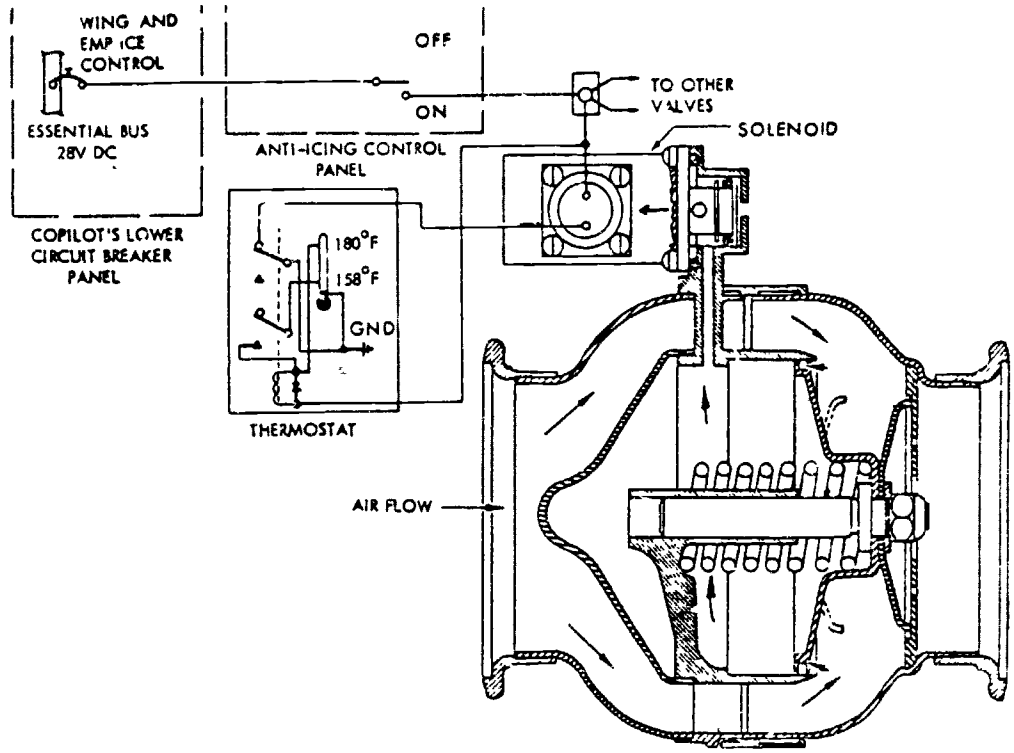 WING AND
EMP ICE
CONTROL
OFF
ON
ESSENTIAL BUS
28V DC
ANTI-ICING CONTROL
PANEL
TO OTHER
VALVES
SOLENOID
COPILOT'S LOWER
CIRCUIT BREAKER
PANEL
180°F
158°F
GND
THERMOSTAT
AIR FLOW